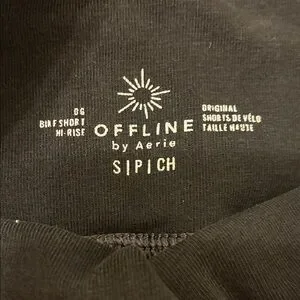 OG
BIKE SHORT
HI-RISE
OFFLINE
by Aerie
S|P|CH
ORIGINAL
SHORTS DE VÉLO
TAILLE HAUTE